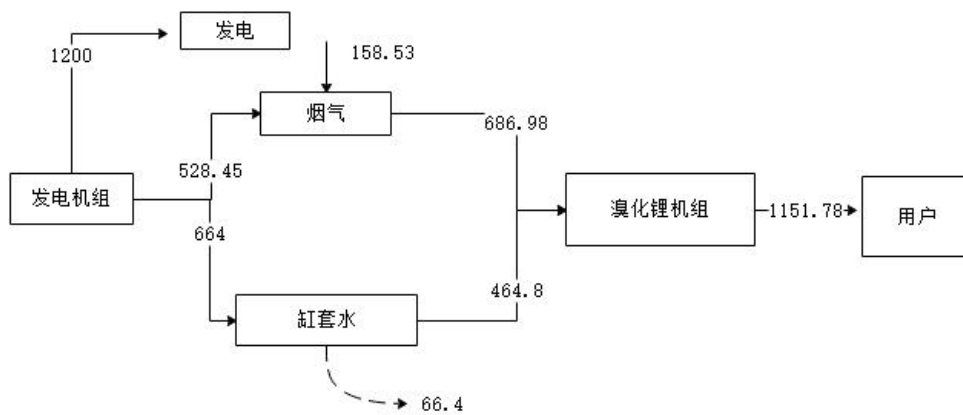 发电
1200
158.53
烟气
686.98
528.45
发电机组
溴化锂机组
1151.78
用户
664
464.8
缸套水
66.4